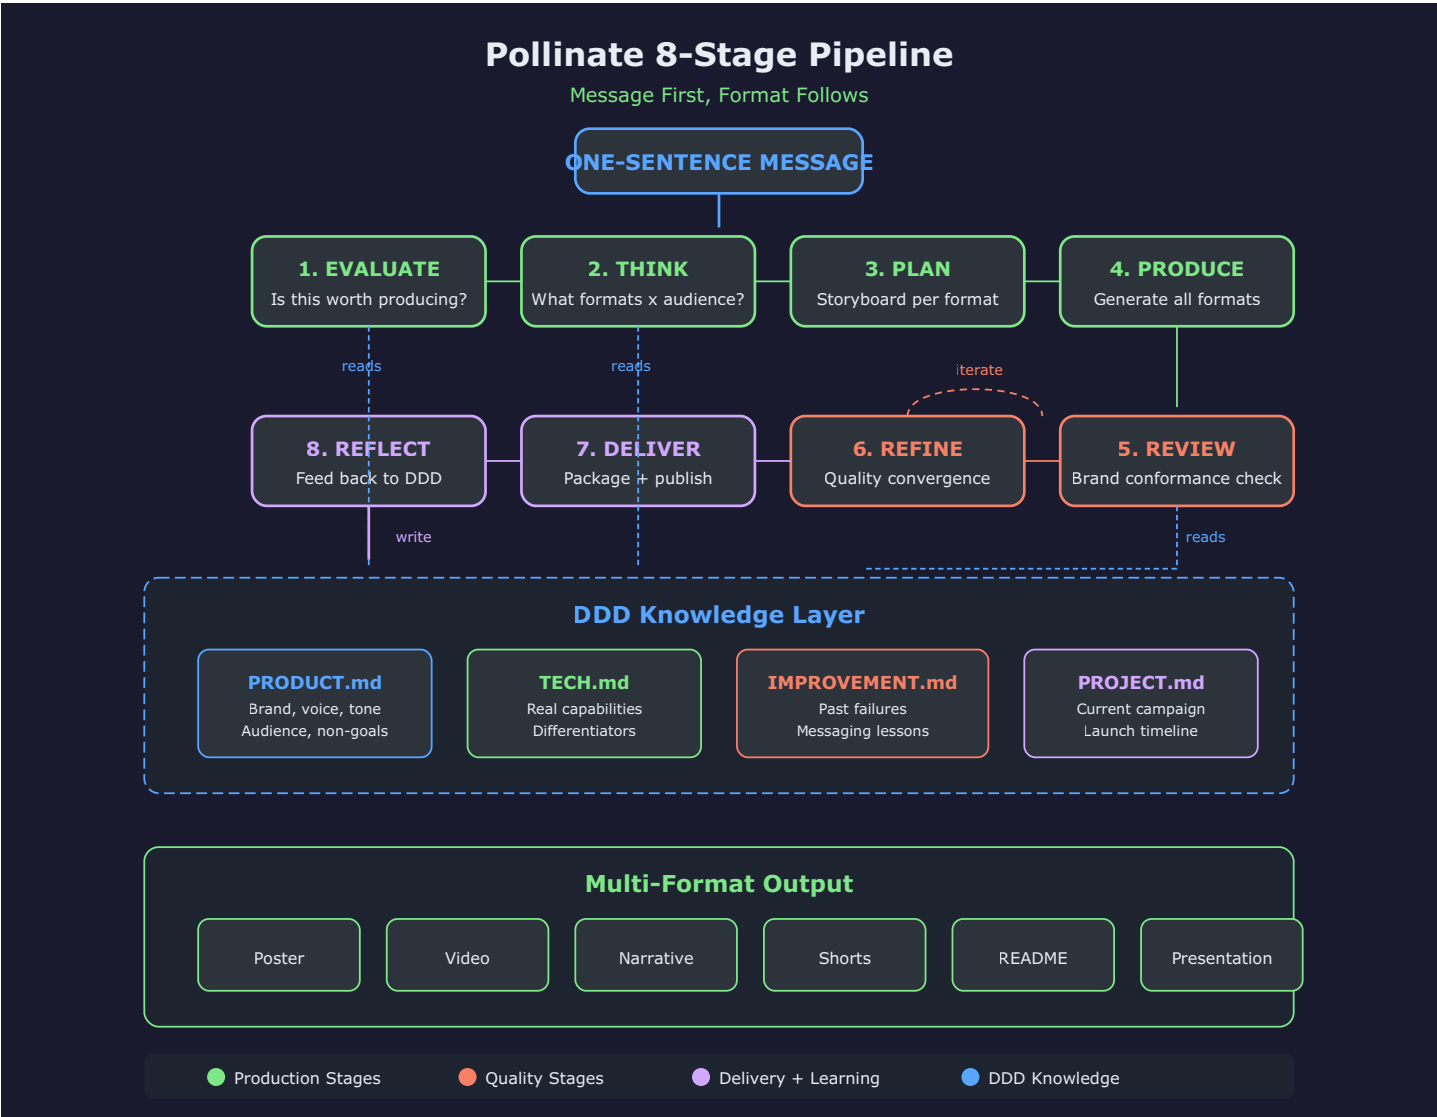 Pollinate 8-Stage Pipeline
Message First, Format Follows
ONE-SENTENCE MESSAGE
1. EVALUATE
Is this worth producing?
2. THINK
What formats x audience?
3. PLAN
Storyboard per format
4. PRODUCE
Generate all formats
reads
reads
iterate
8. REFLECT
Feed back to DDD
7. DELIVER
Package + publish
6. REFINE
Quality convergence
5. REVIEW
Brand conformance check
write
reads
DDD Knowledge Layer
PRODUCT.md
Brand, voice, tone
Audience, non-goals
TECH.md
Real capabilities
Differentiators
IMPROVEMENT.md
Past failures
Messaging lessons
PROJECT.md
Current campaign
Launch timeline
Multi-Format Output
Poster
Video
Narrative
Shorts
README
Presentation
Production Stages
Quality Stages
Delivery + Learning
DDD Knowledge